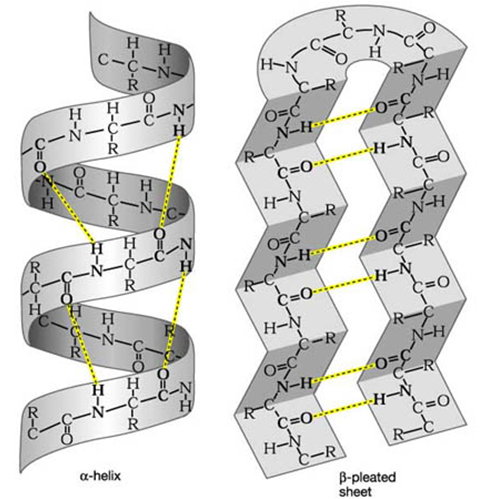 H H
C C N
R
H H O H
C N C C N
O R H
O H H
N C C N C
H R
H H O
N C C N
R R H
C C
O
H H O
C N C C
R R
H H O
R N C C N
C C R H
O
R O
C C R
H N C N C
O H C
O R
C N H
R C N H O C
C O H N C O
H N C R R C
O C N H
R C N H O C
C O H N C O
H N C R R C
O C N H
R C N H O C
C O H N C O
H N R C
C R
α-helix
β-pleated
sheet